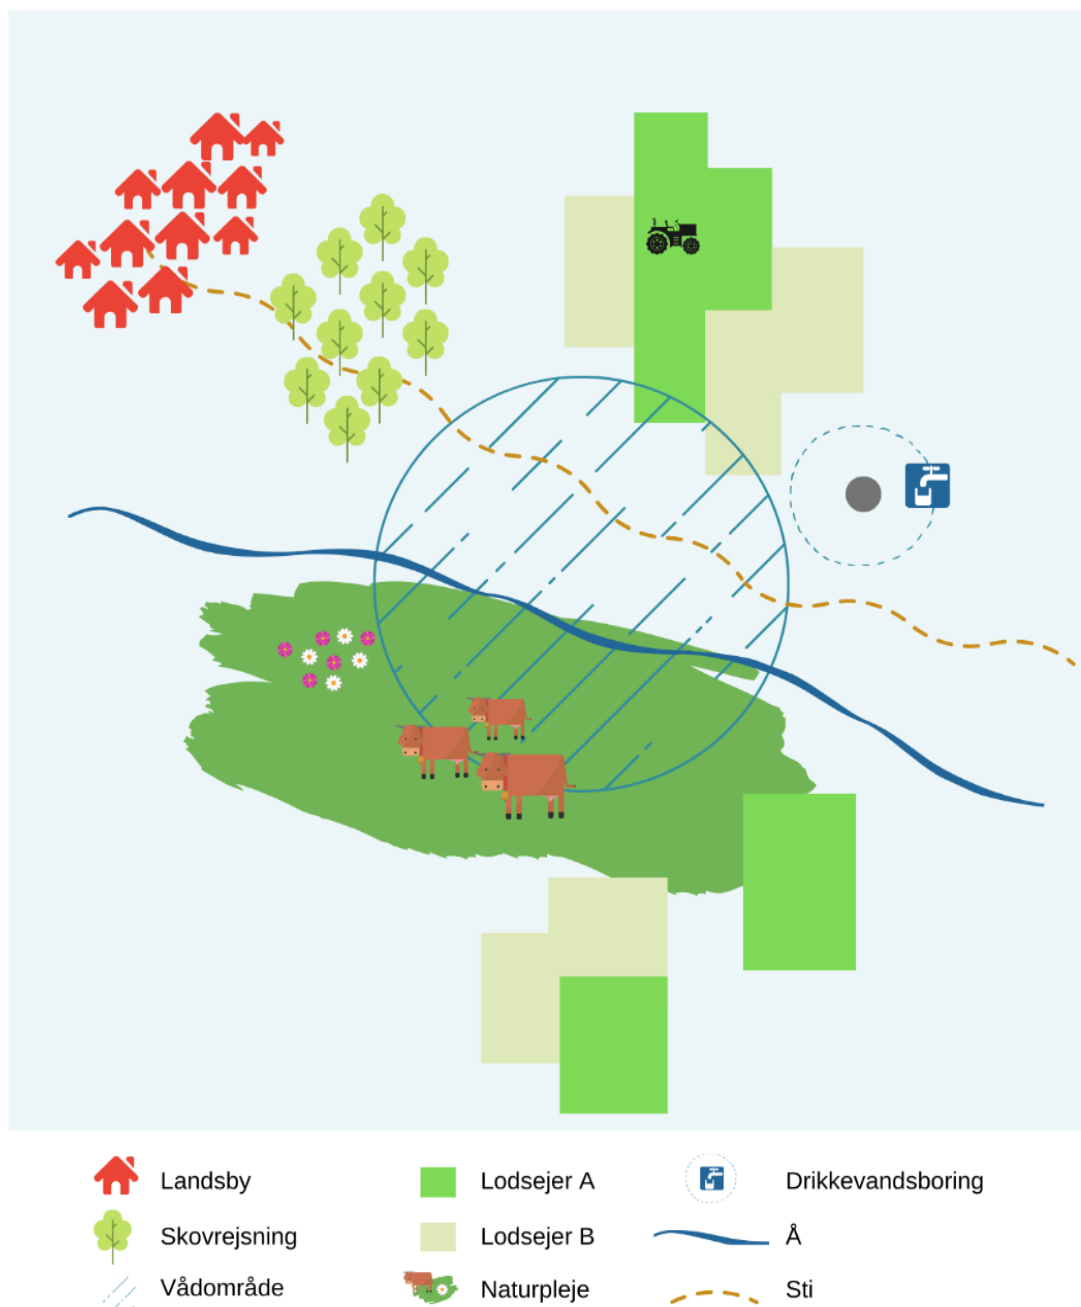 Landsby
Lodsejer A
Drikkevandsboring
Skovrejsning
Lodsejer B
Å
Vådområde
Naturpleje
Sti